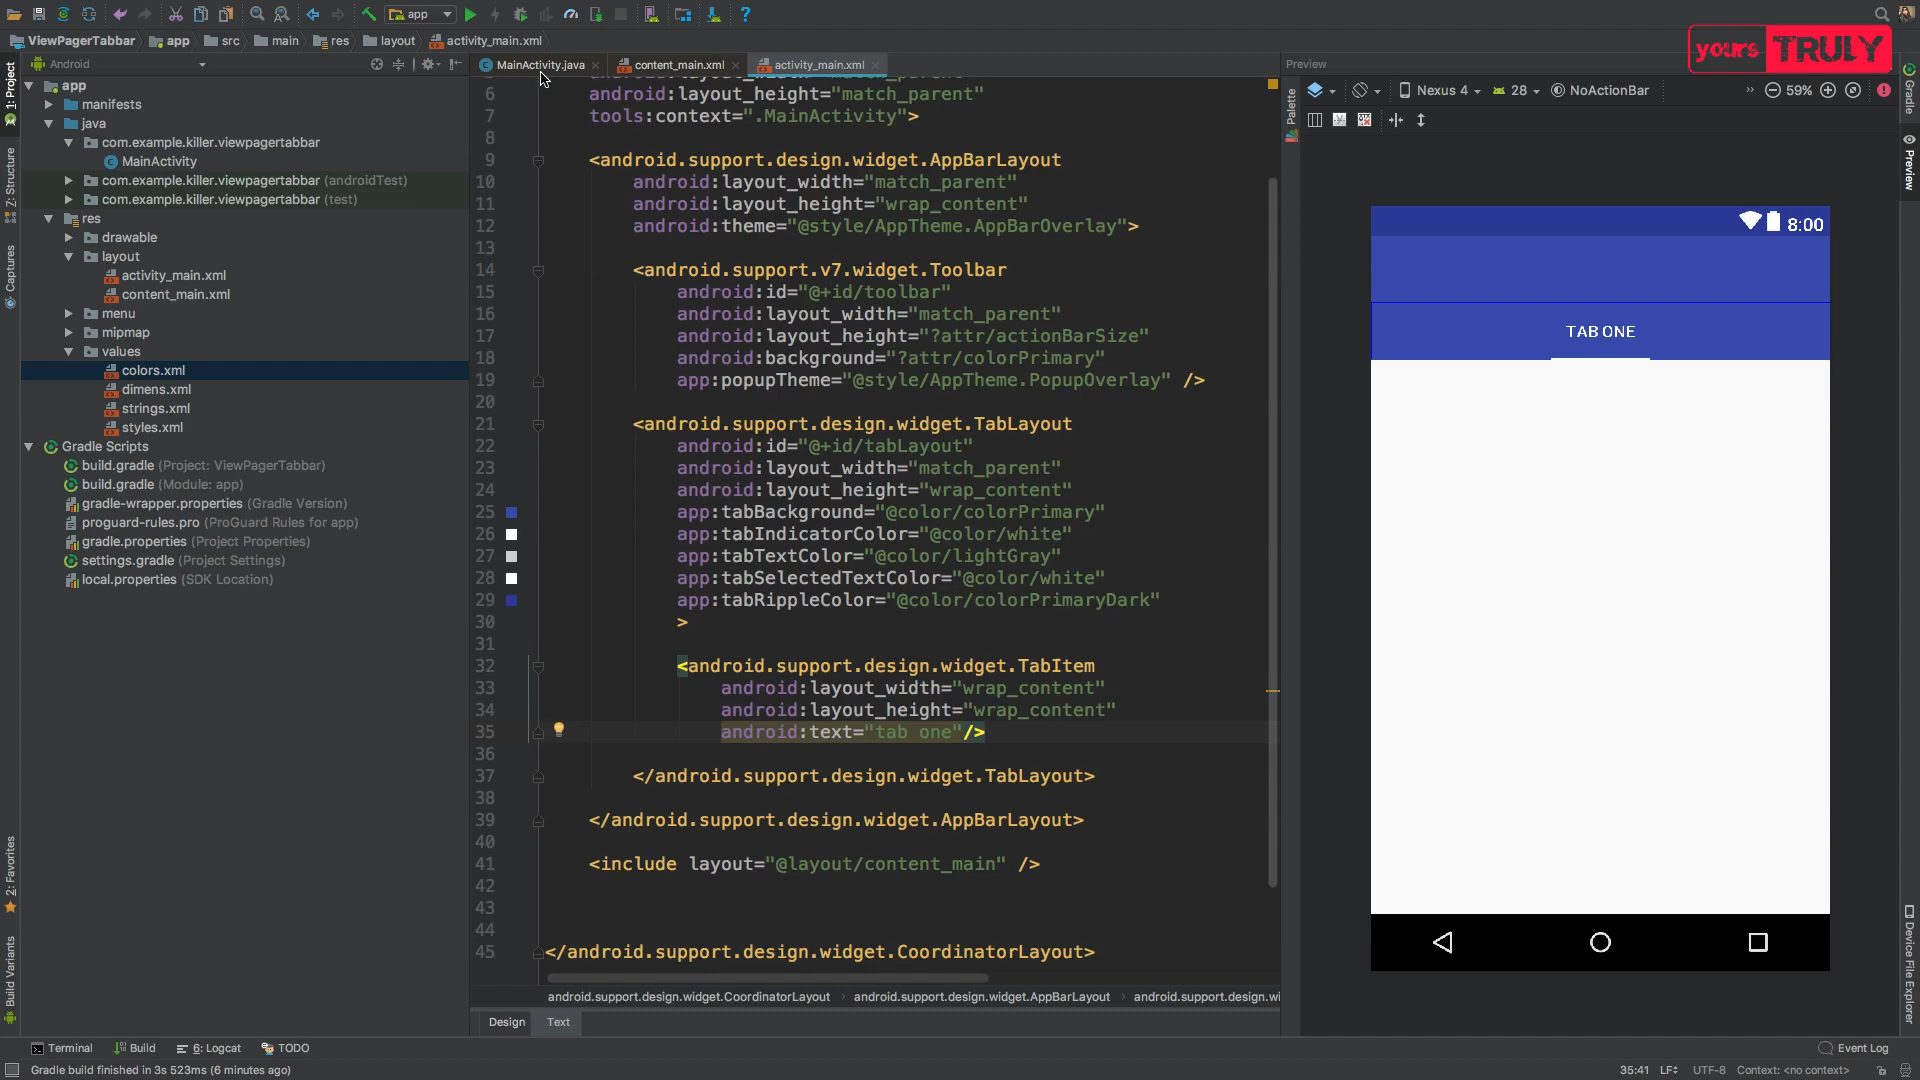 app
ViewPagerTabbar
app
src
main
res
layout
activity_main.xml
yours TRULY
Android
MainActivity.java
content_main.xml
activity_main.xml
Preview
1: Project
Z: Structure
Captures
2: Favorites
Build Variants
app
manifests
java
com.example.killer.viewpagertabbar
MainActivity
com.example.killer.viewpagertabbar (androidTest)
com.example.killer.viewpagertabbar (test)
res
drawable
layout
activity_main.xml
content_main.xml
menu
mipmap
values
colors.xml
dimens.xml
strings.xml
styles.xml
Gradle Scripts
build.gradle (Project: ViewPagerTabbar)
build.gradle (Module: app)
gradle-wrapper.properties (Gradle Version)
proguard-rules.pro (ProGuard Rules for app)
gradle.properties (Project Properties)
settings.gradle (Project Settings)
local.properties (SDK Location)
6 android:layout_height="match_parent"
7 tools:context=".MainActivity">
8
9 <android.support.design.widget.AppBarLayout
10 android:layout_width="match_parent"
11 android:layout_height="wrap_content"
12 android:theme="@style/AppTheme.AppBarOverlay">
13
14 <android.support.v7.widget.Toolbar
15 android:id="@+id/toolbar"
16 android:layout_width="match_parent"
17 android:layout_height="?attr/actionBarSize"
18 android:background="?attr/colorPrimary"
19 app:popupTheme="@style/AppTheme.PopupOverlay" />
20
21 <android.support.design.widget.TabLayout
22 android:id="@+id/tabLayout"
23 android:layout_width="match_parent"
24 android:layout_height="wrap_content"
25 app:tabBackground="@color/colorPrimary"
26 app:tabIndicatorColor="@color/white"
27 app:tabTextColor="@color/lightGray"
28 app:tabSelectedTextColor="@color/white"
29 app:tabRippleColor="@color/colorPrimaryDark"
30 >
31
32 <android.support.design.widget.TabItem
33 android:layout_width="wrap_content"
34 android:layout_height="wrap_content"
35 android:text="tab one"/>
36
37 </android.support.design.widget.TabLayout>
38
39 </android.support.design.widget.AppBarLayout>
40
41 <include layout="@layout/content_main" />
42
43
44
45 </android.support.design.widget.CoordinatorLayout>
android.support.design.widget.CoordinatorLayout
android.support.design.widget.AppBarLayout
android.support.design.wi
Design
Text
Palette
Nexus 4
28
NoActionBar
59%
8:00
TAB ONE
Gradle
Preview
Device File Explorer
Terminal
Build
6: Logcat
TODO
Event Log
Gradle build finished in 3s 523ms (6 minutes ago)
35:41
LF
UTF-8
Context: <no context>